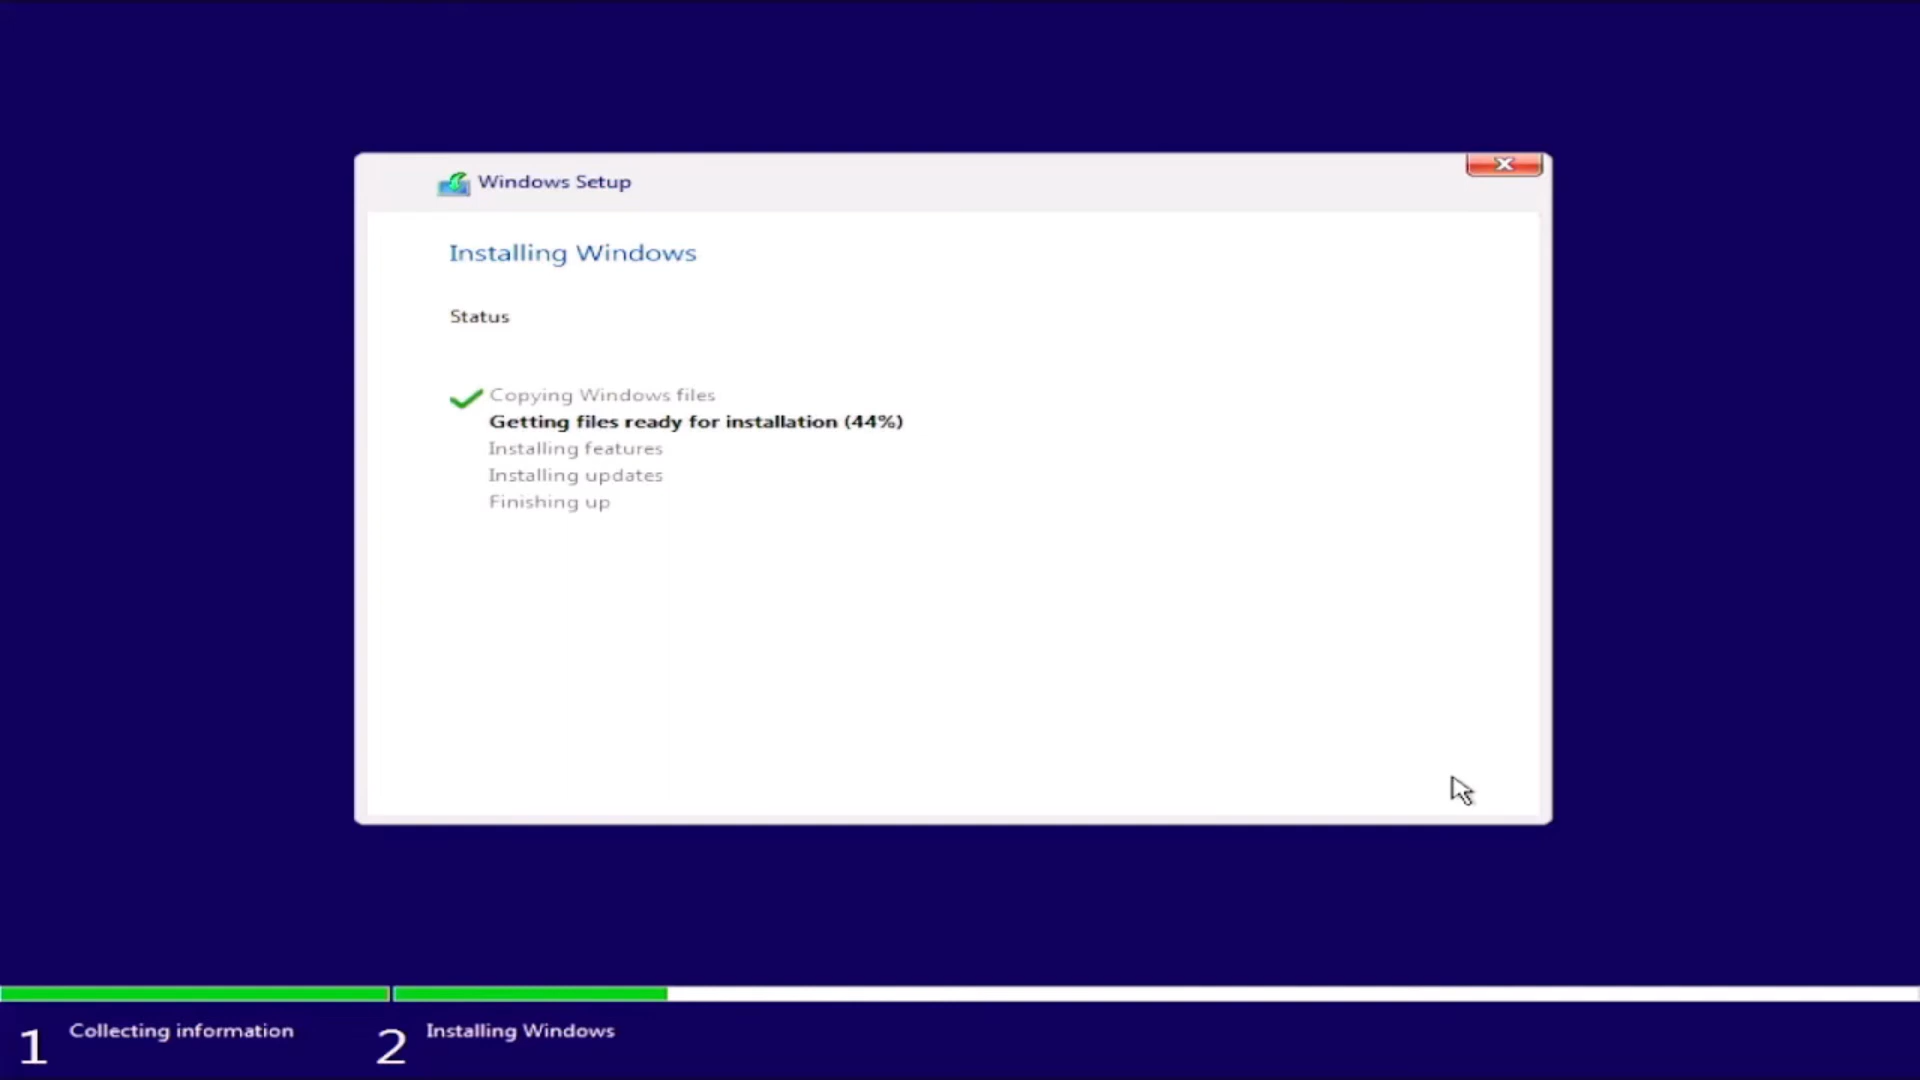 Windows Setup
Installing Windows
Status
Copying Windows files
Getting files ready for installation (44%)
Installing features
Installing updates
Finishing up
1 Collecting information
2 Installing Windows